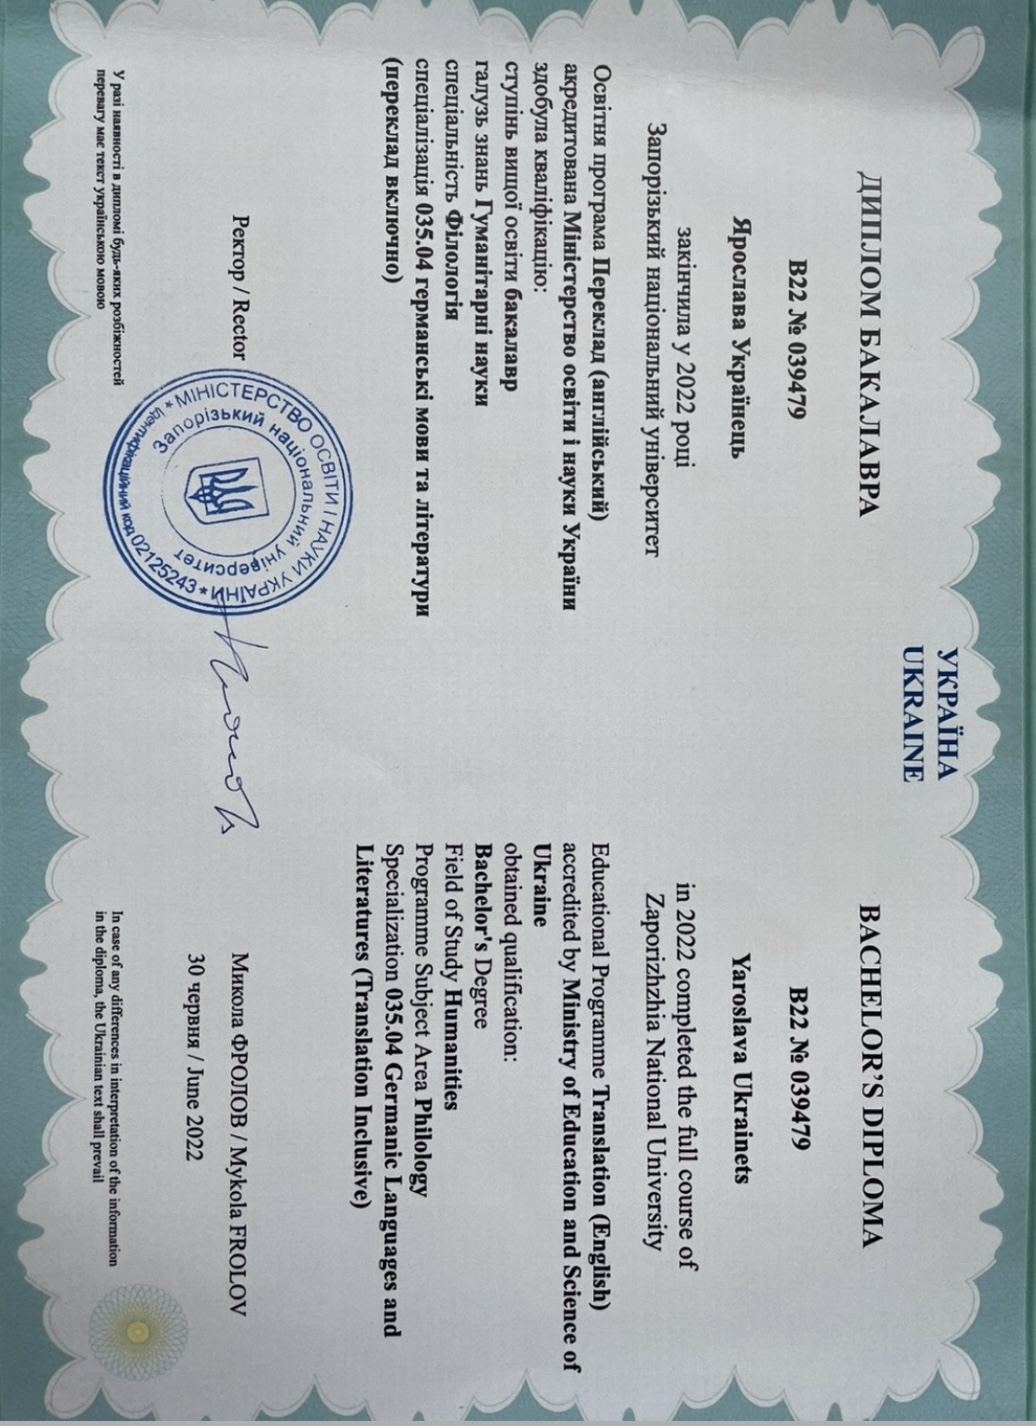 УКРАЇНА
UKRAINE
ДИПЛОМ БАКАЛАВРА
В22 № 039479
Ярослава Українець
закінчила у 2022 році
Запорізький національний університет
Освітня програма Переклад (англійський)
акредитована Міністерство освіти і науки України
здобула кваліфікацію:
ступінь вищої освіти бакалавр
галузь знань Гуманітарні науки
спеціальність Філологія
спеціалізація 035.04 германські мови та літератури
(переклад включно)
Ректор / Rector
У разі наявності в дипломі будь-яких розбіжностей
перевагу має текст українською мовою
МІНІСТЕРСТВО ОСВІТИ І НАУКИ УКРАЇНИ
* Ідентифікаційний код 02125243 *
Запорізький національний університет
BACHELOR'S DIPLOMA
B22 № 039479
Yaroslava Ukrainets
in 2022 completed the full course of
Zaporizhzhia National University
Educational Programme Translation (English)
accredited by Ministry of Education and Science of
Ukraine
obtained qualification:
Bachelor's Degree
Field of Study Humanities
Programme Subject Area Philology
Specialization 035.04 Germanic Languages and
Literatures (Translation Inclusive)
Микола ФРОЛОВ / Mykola FROLOV
30 червня / June 2022
In case of any differences in interpretation of the information
in the diploma, the Ukrainian text shall prevail